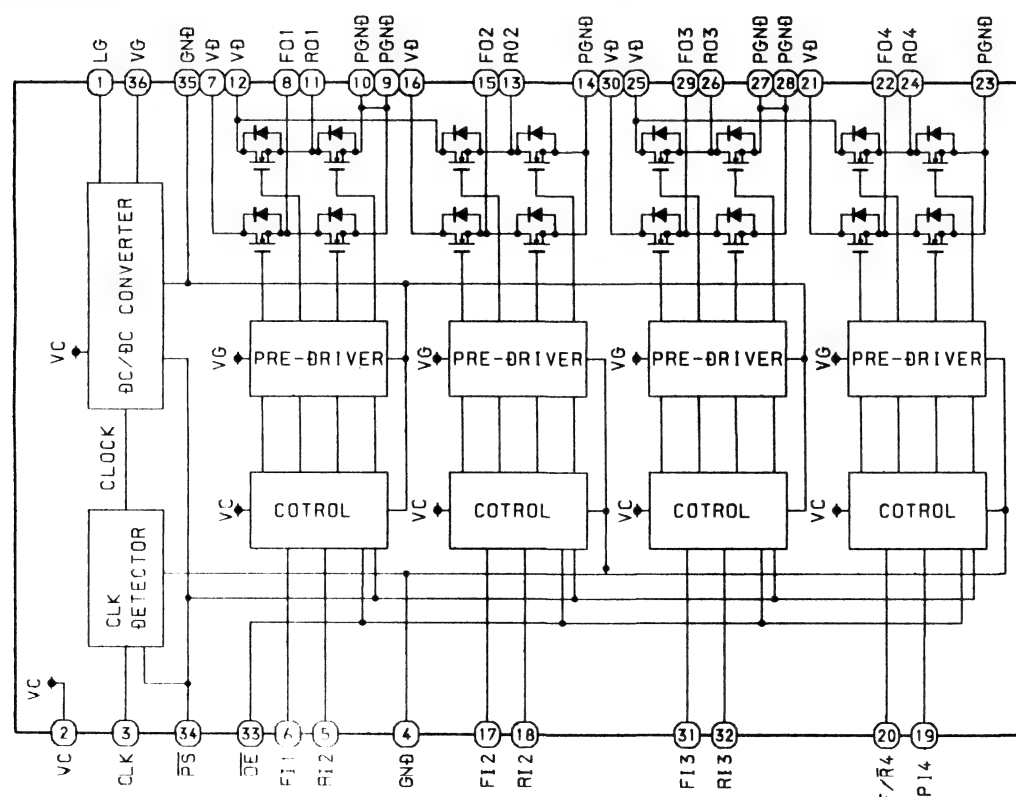 LG
VG
GND
VD
VD
FO1
RO1
PGND
PGND
VD
FO2
RO2
PGND
VD
VD
FO3
RO3
PGND
PGND
VD
FO4
RO4
PGND
1
36
35
7
12
8
11
10
9
16
15
13
14
30
25
29
26
27
28
21
22
24
23
DC/DC CONVERTER
VC
VG
PRE-DRIVER
VG
PRE-DRIVER
VG
PRE-DRIVER
VG
PRE-DRIVER
CLOCK
VC
COTROL
VC
COTROL
VC
COTROL
VC
COTROL
CLK
DETECTOR
VC
2
3
34
33
6
5
4
17
18
31
32
20
19
VC
CLK
PS
OE
FI1
RI2
GND
FI2
RI2
FI3
RI3
/R4
PI4